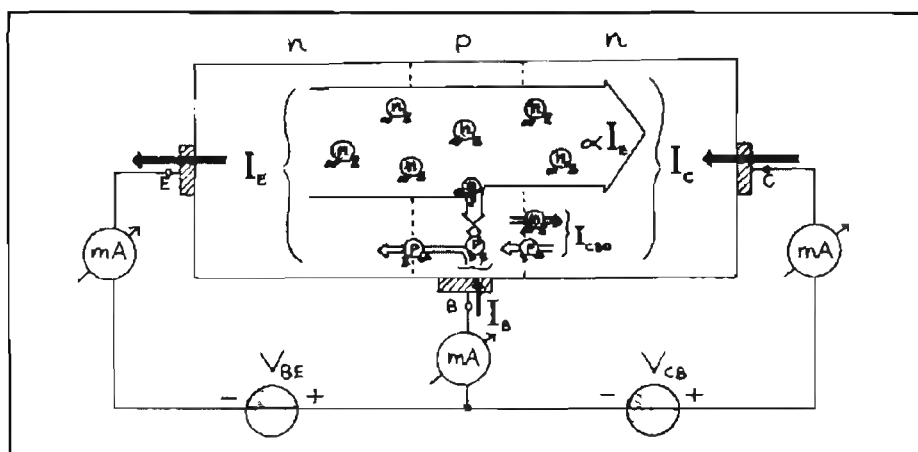 n p n
n n n
n n n n
I_E αI_E I_C
E C
n
p p p I_CBO
mA mA
B I_B
mA
V_BE V_CB
- + - +